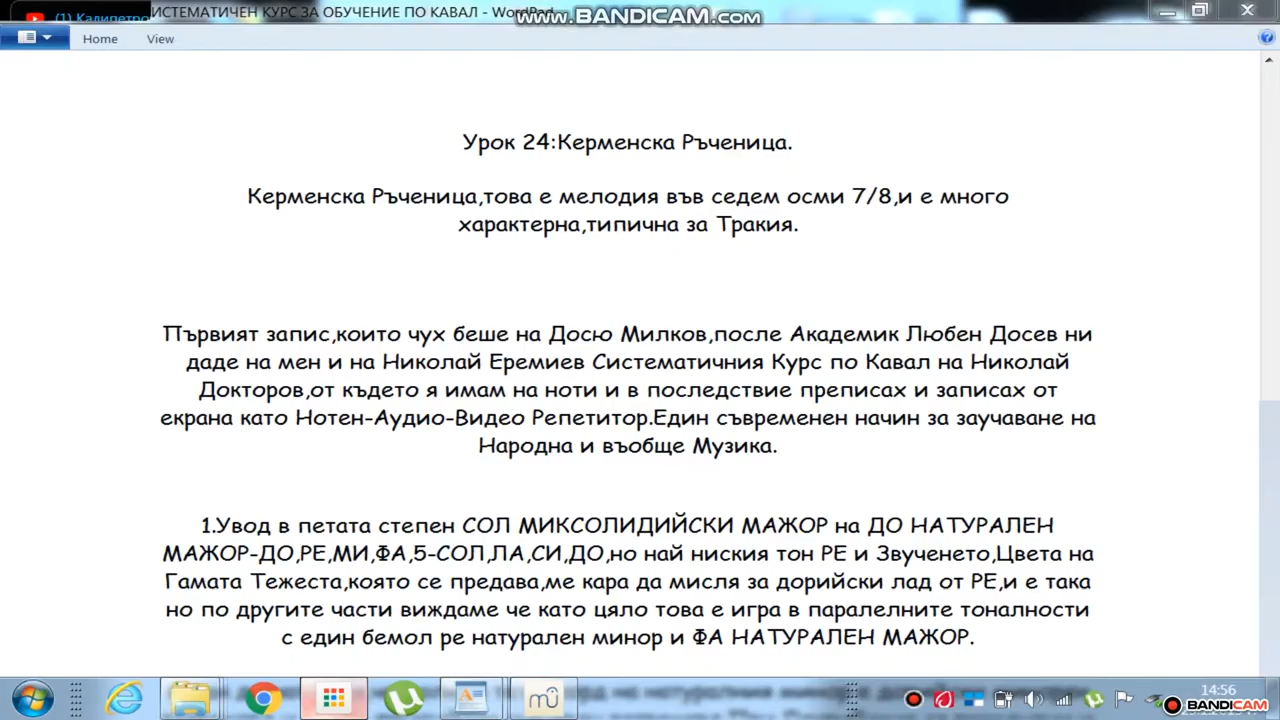 (1) Кадипетро
ИСТЕМАТИЧЕН КУРС ЗА ОБУЧЕНИЕ ПО КАВАЛ - WordPad
www.BANDICAM.com
Home View
Урок 24:Керменска Ръченица.
Керменска Ръченица,това е мелодия във седем осми 7/8,и е много
характерна,типична за Тракия.
Първият запис,които чух беше на Досю Милков,после Академик Любен Досев ни
даде на мен и на Николай Еремиев Систематичния Курс по Кавал на Николай
Докторов,от където я имам на ноти и в последствие преписах и записах от
екрана като Нотен-Аудио-Видео Репетитор.Един съвременен начин за заучаване на
Народна и въобще Музика.
1.Увод в петата степен СОЛ МИКСОЛИДИЙСКИ МАЖОР на ДО НАТУРАЛЕН
МАЖОР-ДО,РЕ,МИ,ФА,5-СОЛ,ЛА,СИ,ДО,но най ниския тон РЕ и Звученето,Цвета на
Гамата Тежеста,която се предава,ме кара да мисля за дорийски лад от РЕ,и е така
но по другите части виждаме че като цяло това е игра в паралелните тоналности
с един бемол ре натурален минор и ФА НАТУРАЛЕН МАЖОР.
14:56
BANDICAM